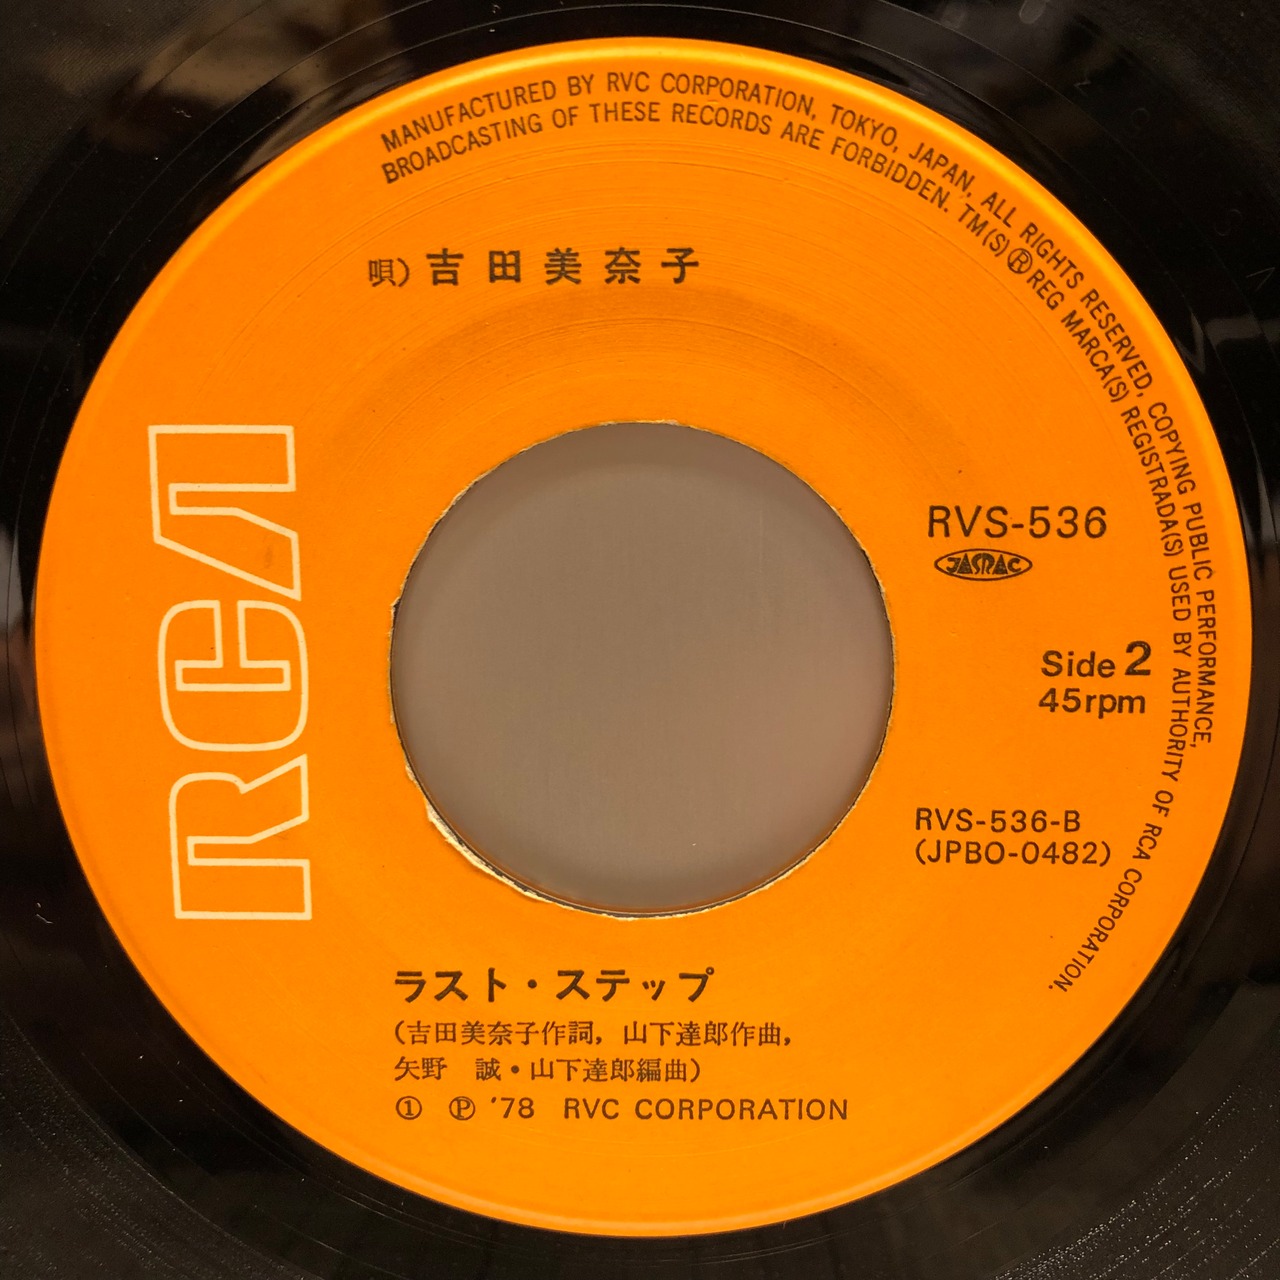 MANUFACTURED BY RVC CORPORATION, TOKYO, JAPAN, ALL RIGHTS RESERVED, COPYING PUBLIC PERFORMANCE,
BROADCASTING OF THESE RECORDS ARE FORBIDDEN. TM(S)®REG MARCA(S) REGISTRADA(S) USED BY AUTHORITY OF RCA CORPORATION.
唄) 吉田美奈子
RCA
RVS-536
JASRAC
Side 2
45rpm
RVS-536-B
(JPBO-0482)
ラスト・ステップ
(吉田美奈子作詞, 山下達郎作曲,
矢野 誠・山下達郎編曲)
① Ⓟ '78 RVC CORPORATION